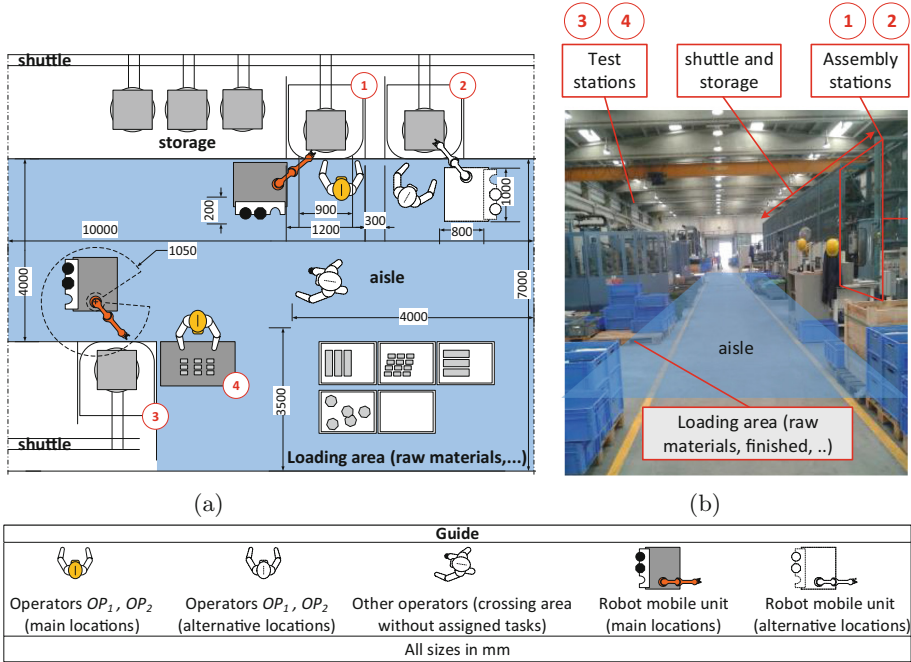 shuttle
1
2
storage
200
900
1200
300
1000
800
10000
1050
4000
aisle
7000
4000
3500
4
3
shuttle
Loading area (raw materials,...)
(a)
3
4
1
2
Test
stations
shuttle and
storage
Assembly
stations
aisle
Loading area (raw
materials, finished, ..)
(b)
Guide
Operators OP1 , OP2
(main locations)
Operators OP1 , OP2
(alternative locations)
Other operators (crossing area
without assigned tasks)
Robot mobile unit
(main locations)
Robot mobile unit
(alternative locations)
All sizes in mm